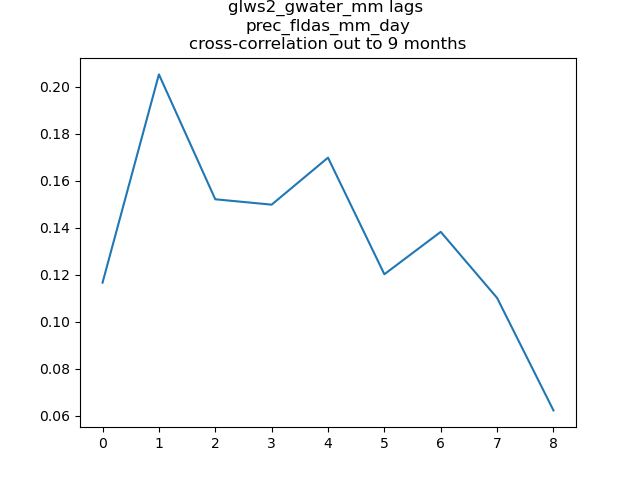 glws2_gwater_mm lags
prec_fldas_mm_day
cross-correlation out to 9 months
0.20
0.18
0.16
0.14
0.12
0.10
0.08
0.06
0 1 2 3 4 5 6 7 8